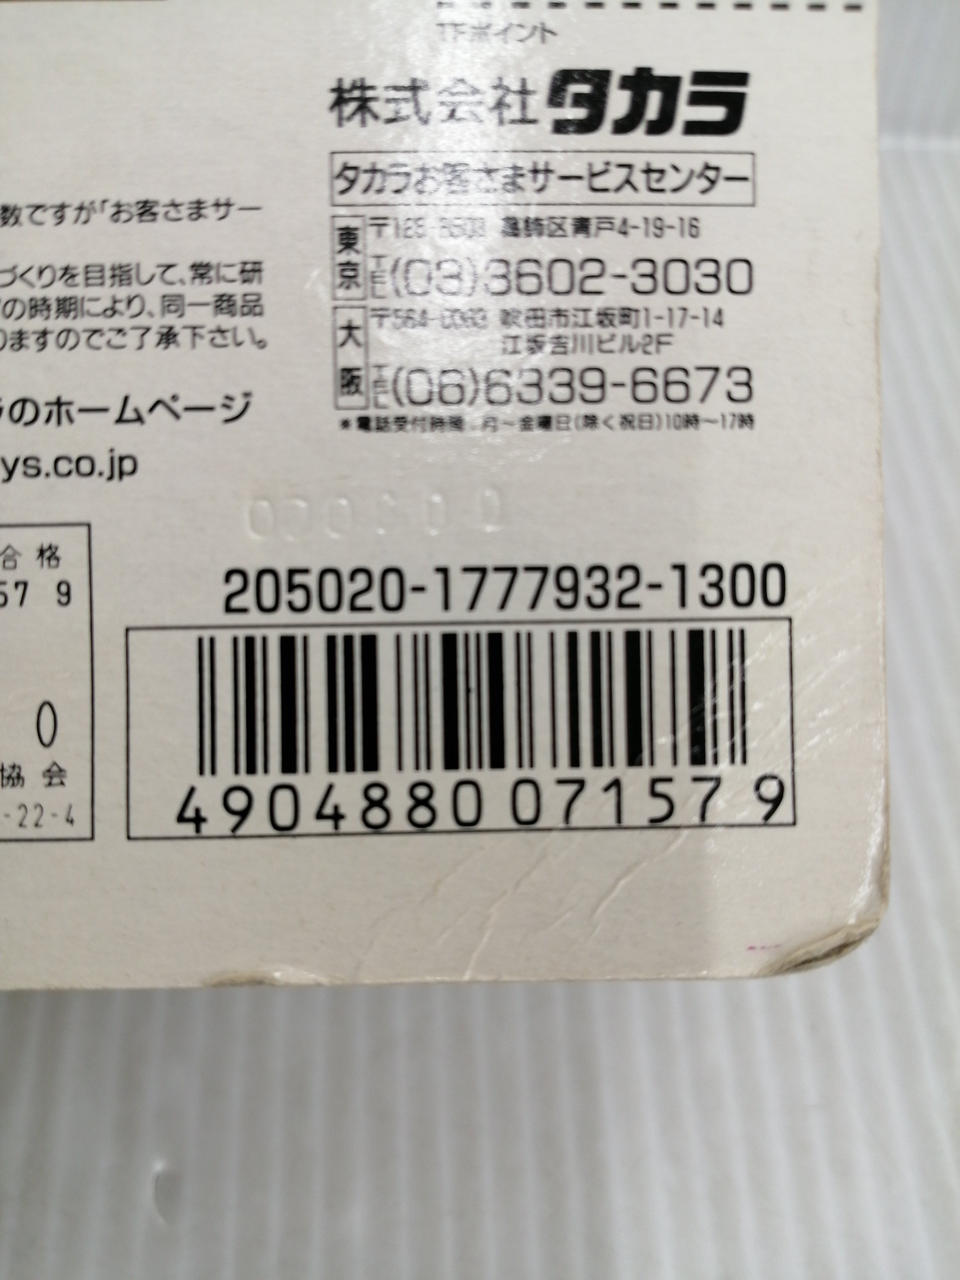 TFポイント
株式会社タカラ
タカラお客さまサービスセンター
東京 〒125-8503 葛飾区青戸4-19-16
TEL(03)3602-3030
大阪 〒564-0063 吹田市江坂町1-17-14
江坂吉川ビル2F
TEL(06)6339-6673
*電話受付時間:月~金曜日(除く祝日)10時~17時
数ですが「お客さまサー
づくりを目指して、常に研
の時期により、同一商品
りますのでご了承下さい。
のホームページ
ys.co.jp
合格
57 9
0
協会
-22-4
205020-1777932-1300
4904880071579